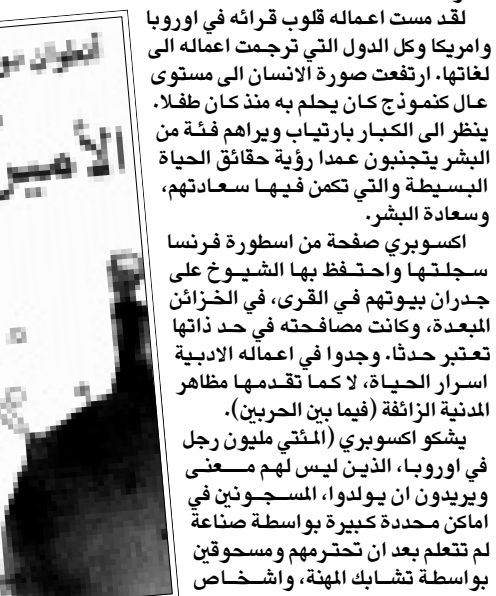 لقد مست اعماله قلوب قرائه في اوروبا
وامريكا وكل الدول التي ترجمت اعماله الى
لغاتها. ارتفعت صورة الانسان الى مستوى
عال كنموذج كان يحلم به منذ كان طفلا.
ينظر الى الكبار بارتياب ويراهم فئة من
البشر يتجنبون عمدا رؤية حقائق الحياة
البسيطة والتي تكمن فيها سعادتهم،
وسعادة البشر.
اكسوبري صفحة من اسطورة فرنسا
سجلتها واحتفظ بها الشيوخ على
جدران بيوتهم في القرى، في الخزائن
المبعدة، وكانت مصافحته في حد ذاتها
تعتبر حدثا. وجدوا في اعماله الادبية
اسرار الحياة، لا كما تقدمها مظاهر
المدنية الزائفة (فيما بين الحربين).
يشكو اكسوبري (المئتي مليون رجل
في اوروبا، الذين ليس لهم معنى
ويريدون ان يولدوا، المسجونين في
اماكن محددة كبيرة بواسطة صناعة
لم تتعلم بعد ان تحترمهم ومسحوقين
بواسطة تشابك المهنة، واشخاص
أنطوان
الأمير